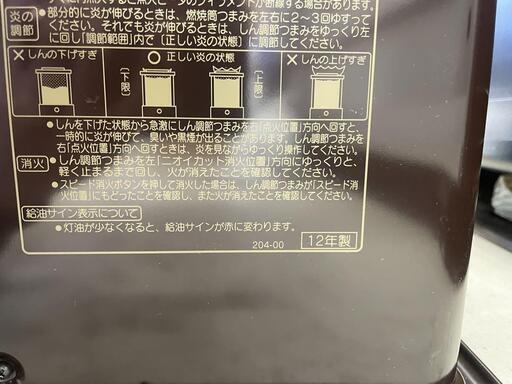 ●部分的に炎が伸びるときは、燃焼筒つまみを左右に2～3回ゆすって
炎の
調節
ください。それでも炎が伸びるときは、しん調節つまみをゆっくり左
に回し「調節範囲」内で〔正しい炎の状態〕に調節してください。
×しんの下げすぎ
○正しい炎の状態
×しんの上げすぎ
〔下限〕
〔上限〕
●しんを下げた状態から急激にしん調節つまみを右「点火位置」方向へ回すと、
一時的に炎が伸びて、臭いや黒煙が出ることがあります。しん調節つまみを
右「点火位置」方向へ回すときは、炎を見ながらゆっくり操作してください。
消火
●しん調節つまみを左「ニオイカット消火位置」方向にゆっくりと、
軽く止まるまで回し、火が消えたことを確認してください。
●スピード消火ボタンを押して消火した場合は、しん調節つまみが「スピード消
火位置」にもどったことを確認し、また火が消えたことを確認してください。
給油サイン表示について
●灯油が少なくなると、給油サインが赤に変わります。
204-00
12年製